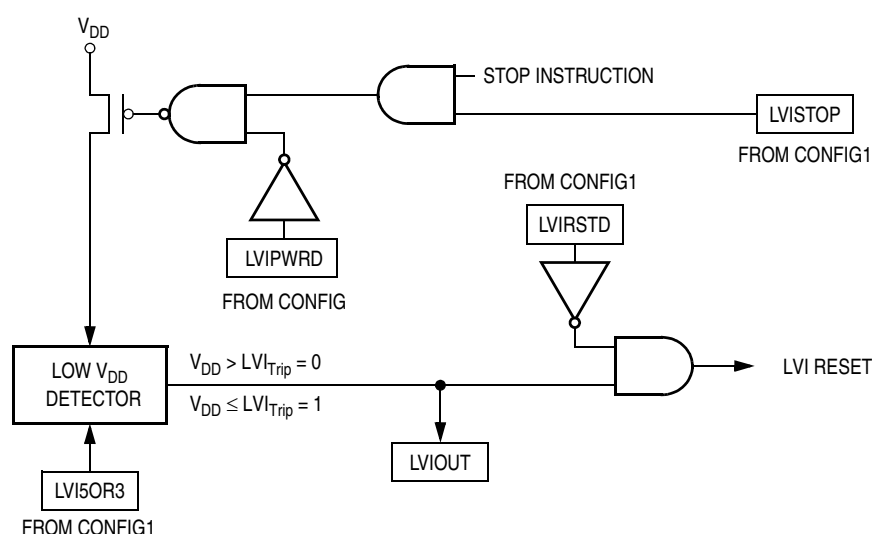 VDD
STOP INSTRUCTION
LVISTOP
FROM CONFIG1
FROM CONFIG1
LVIRSTD
LVIPWRD
FROM CONFIG
LOW VDD
DETECTOR
VDD > LVITrip = 0
VDD ≤ LVITrip = 1
LVI RESET
LVIOUT
LVI5OR3
FROM CONFIG1